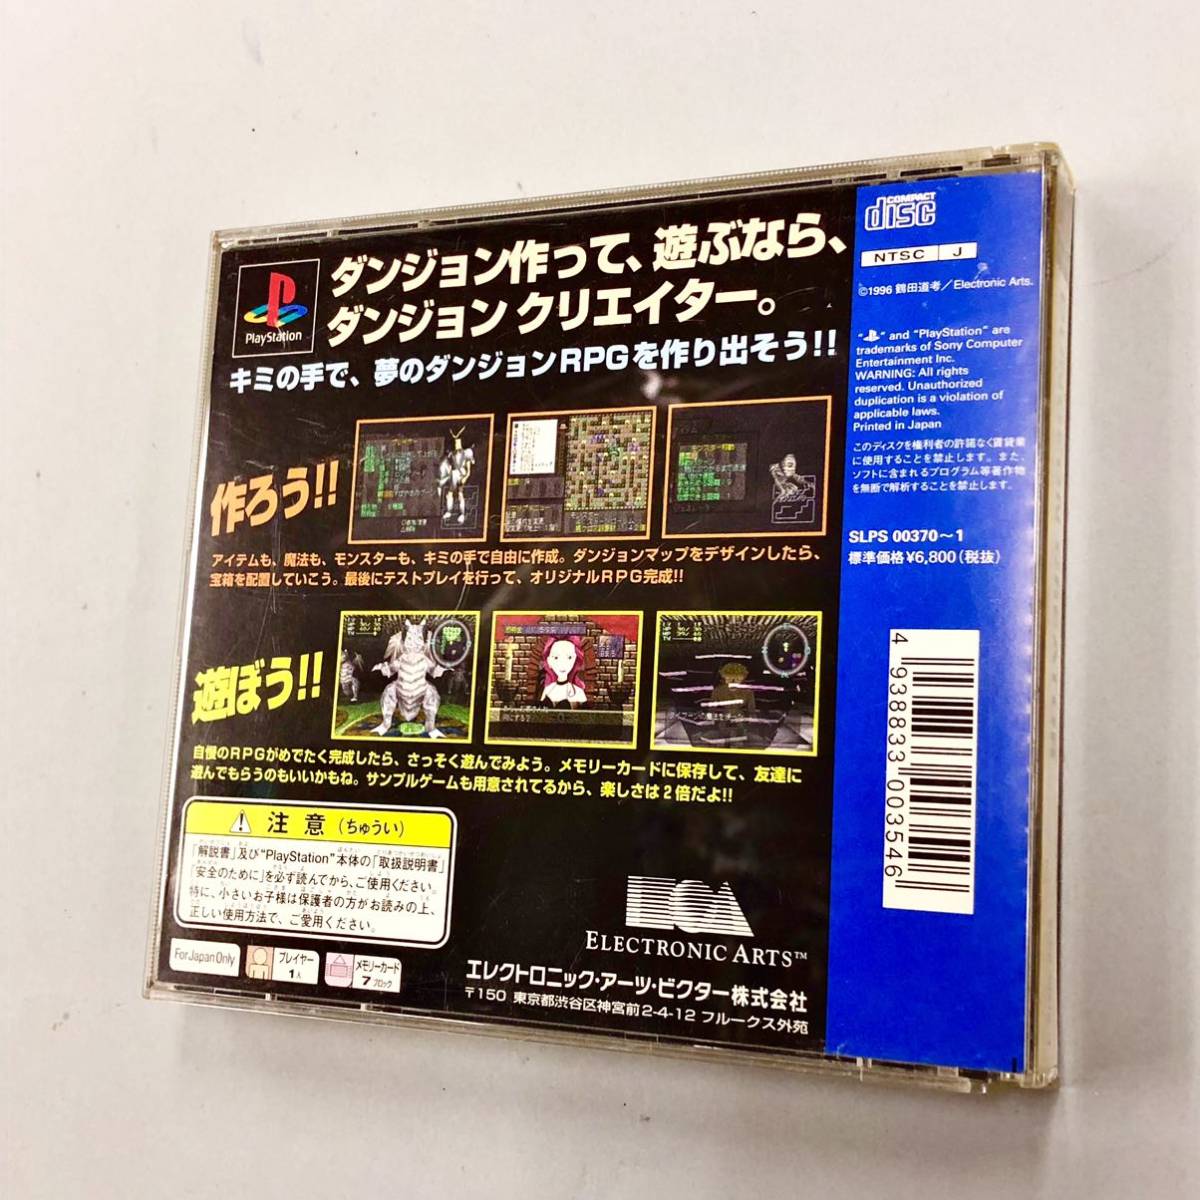 PlayStation
ダンジョン作って、遊ぶなら、
ダンジョン クリエイター。
キミの手で、夢のダンジョンRPGを作り出そう!!
作ろう!!
アイテムも、魔法も、モンスターも、キミの手で自由に作成。ダンジョンマップをデザインしたら、
宝箱を配置していこう。最後にテストプレイを行って、オリジナルRPG完成!!
遊ぼう!!
自慢のRPGがめでたく完成したら、さっそく遊んでみよう。メモリーカードに保存して、友達に
遊んでもらうのもいいかもね。サンプルゲームも用意されてるから、楽しさは2倍だよ!!
注意(ちゅうい)
「解説書」及び"PlayStation"本体の「取扱説明書」
「安全のために」を必ず読んでから、ご使用ください。
特に、小さいお子様は保護者の方がお読みの上、
正しい使用方法で、ご愛用ください。
For Japan Only
プレイヤー
1人
メモリーカード
7ブロック
ELECTRONIC ARTS™
エレクトロニック・アーツ・ビクター株式会社
〒150 東京都渋谷区神宮前2-4-12 フルークス外苑
COMPACT
disc
NTSC J
©1996 鶴田道孝/Electronic Arts.
" " and "PlayStation" are
trademarks of Sony Computer
Entertainment Inc.
WARNING: All rights
reserved. Unauthorized
duplication is a violation of
applicable laws.
Printed in Japan
このディスクを権利者の許諾なく賃貸業
に使用することを禁止します。また、
ソフトに含まれるプログラム等著作物
を無断で解析することを禁止します。
SLPS 00370~1
標準価格¥6,800(税抜)
4 938833 003546